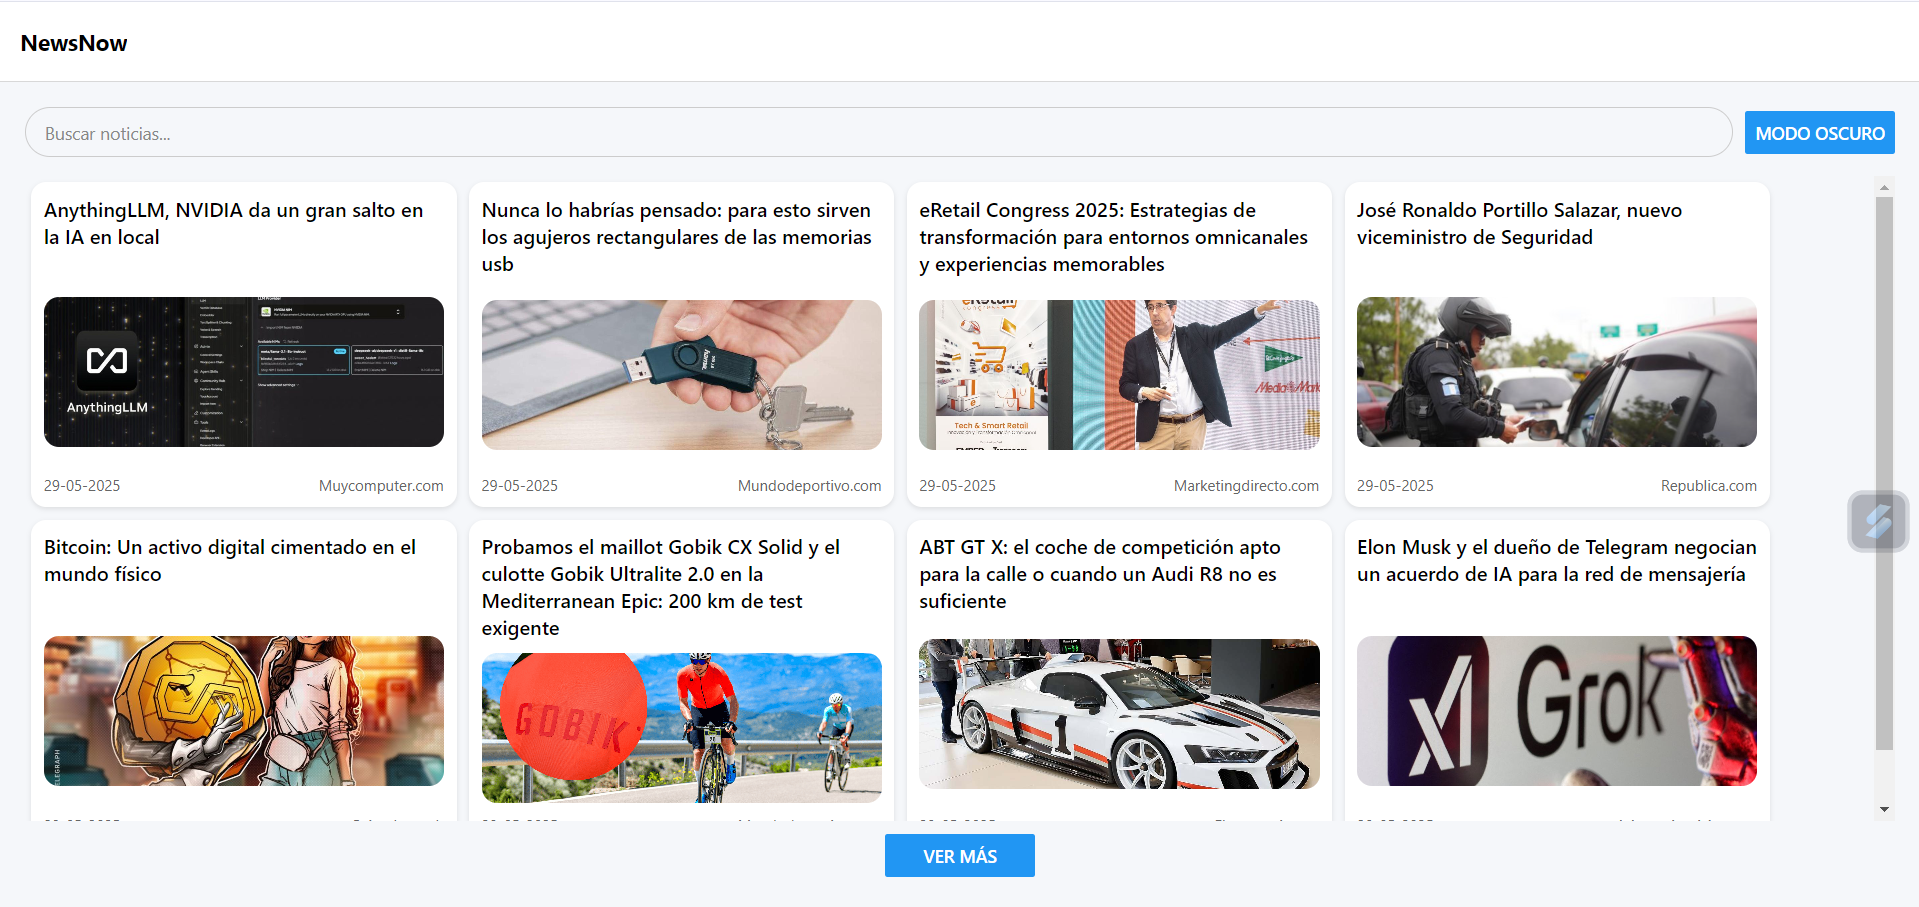 NewsNow
Buscar noticias...
MODO OSCURO
AnythingLLM, NVIDIA da un gran salto en
la IA en local
AnythingLLM
29-05-2025
Muycomputer.com
Nunca lo habrías pensado: para esto sirven
los agujeros rectangulares de las memorias
usb
29-05-2025
Mundodeportivo.com
eRetail Congress 2025: Estrategias de
transformación para entornos omnicanales
y experiencias memorables
Tech & Smart Retail
29-05-2025
Marketingdirecto.com
José Ronaldo Portillo Salazar, nuevo
viceministro de Seguridad
29-05-2025
Republica.com
Bitcoin: Un activo digital cimentado en el
mundo físico
Probamos el maillot Gobik CX Solid y el
culotte Gobik Ultralite 2.0 en la
Mediterranean Epic: 200 km de test
exigente
GOBIK
ABT GT X: el coche de competición apto
para la calle o cuando un Audi R8 no es
suficiente
1
Elon Musk y el dueño de Telegram negocian
un acuerdo de IA para la red de mensajería
xI
Grok
VER MÁS